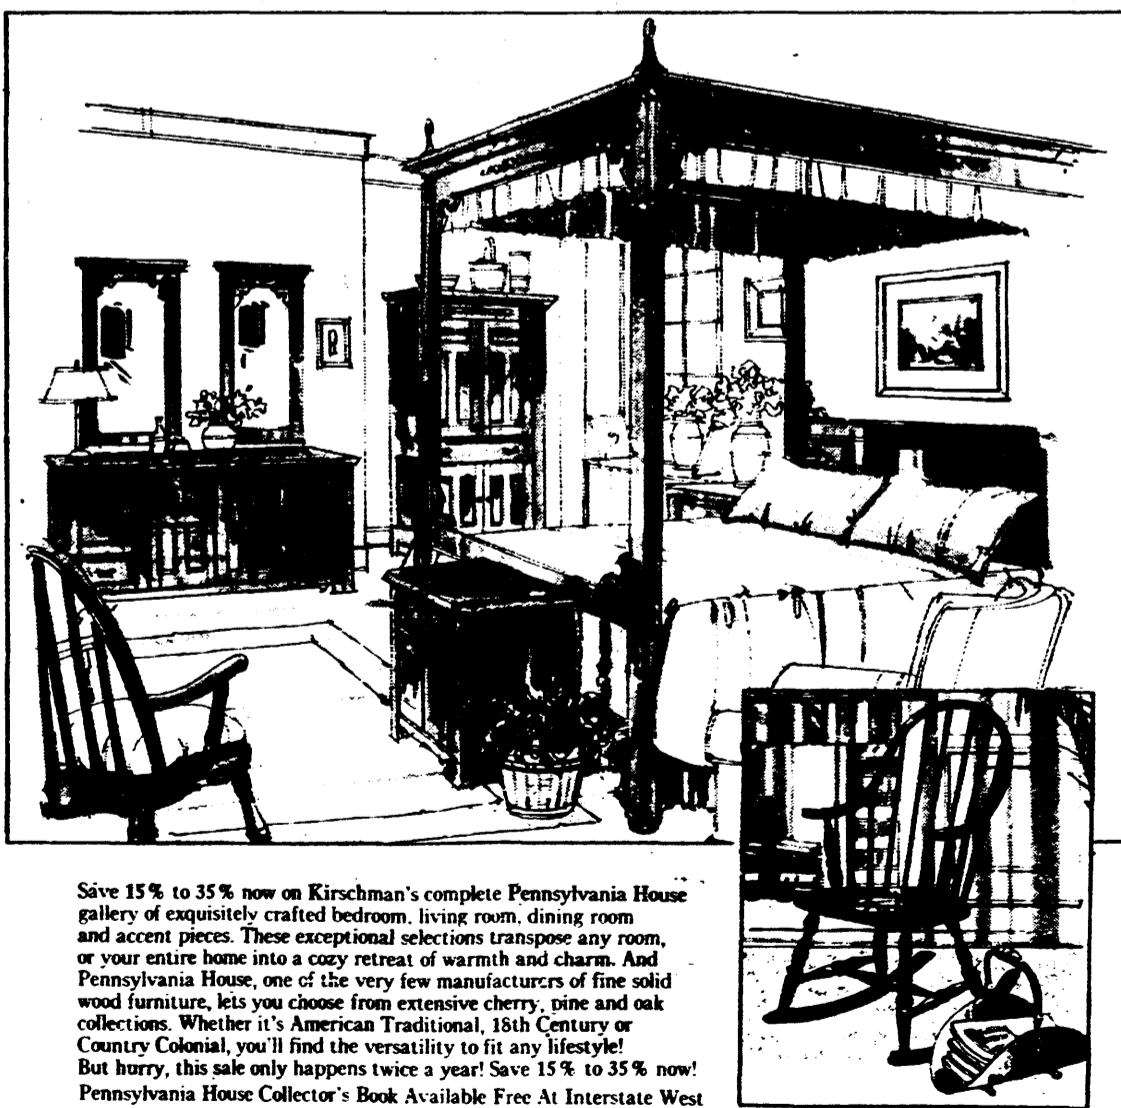 Save 15% to 35% now on Kirschman's complete Pennsylvania House
gallery of exquisitely crafted bedroom, living room, dining room
and accent pieces. These exceptional selections transpose any room,
or your entire home into a cozy retreat of warmth and charm. And
Pennsylvania House, one of the very few manufacturers of fine solid
wood furniture, lets you choose from extensive cherry, pine and oak
collections. Whether it's American Traditional, 18th Century or
Country Colonial, you'll find the versatility to fit any lifestyle!
But hurry, this sale only happens twice a year! Save 15% to 35% now!
Pennsylvania House Collector's Book Available Free At Interstate West